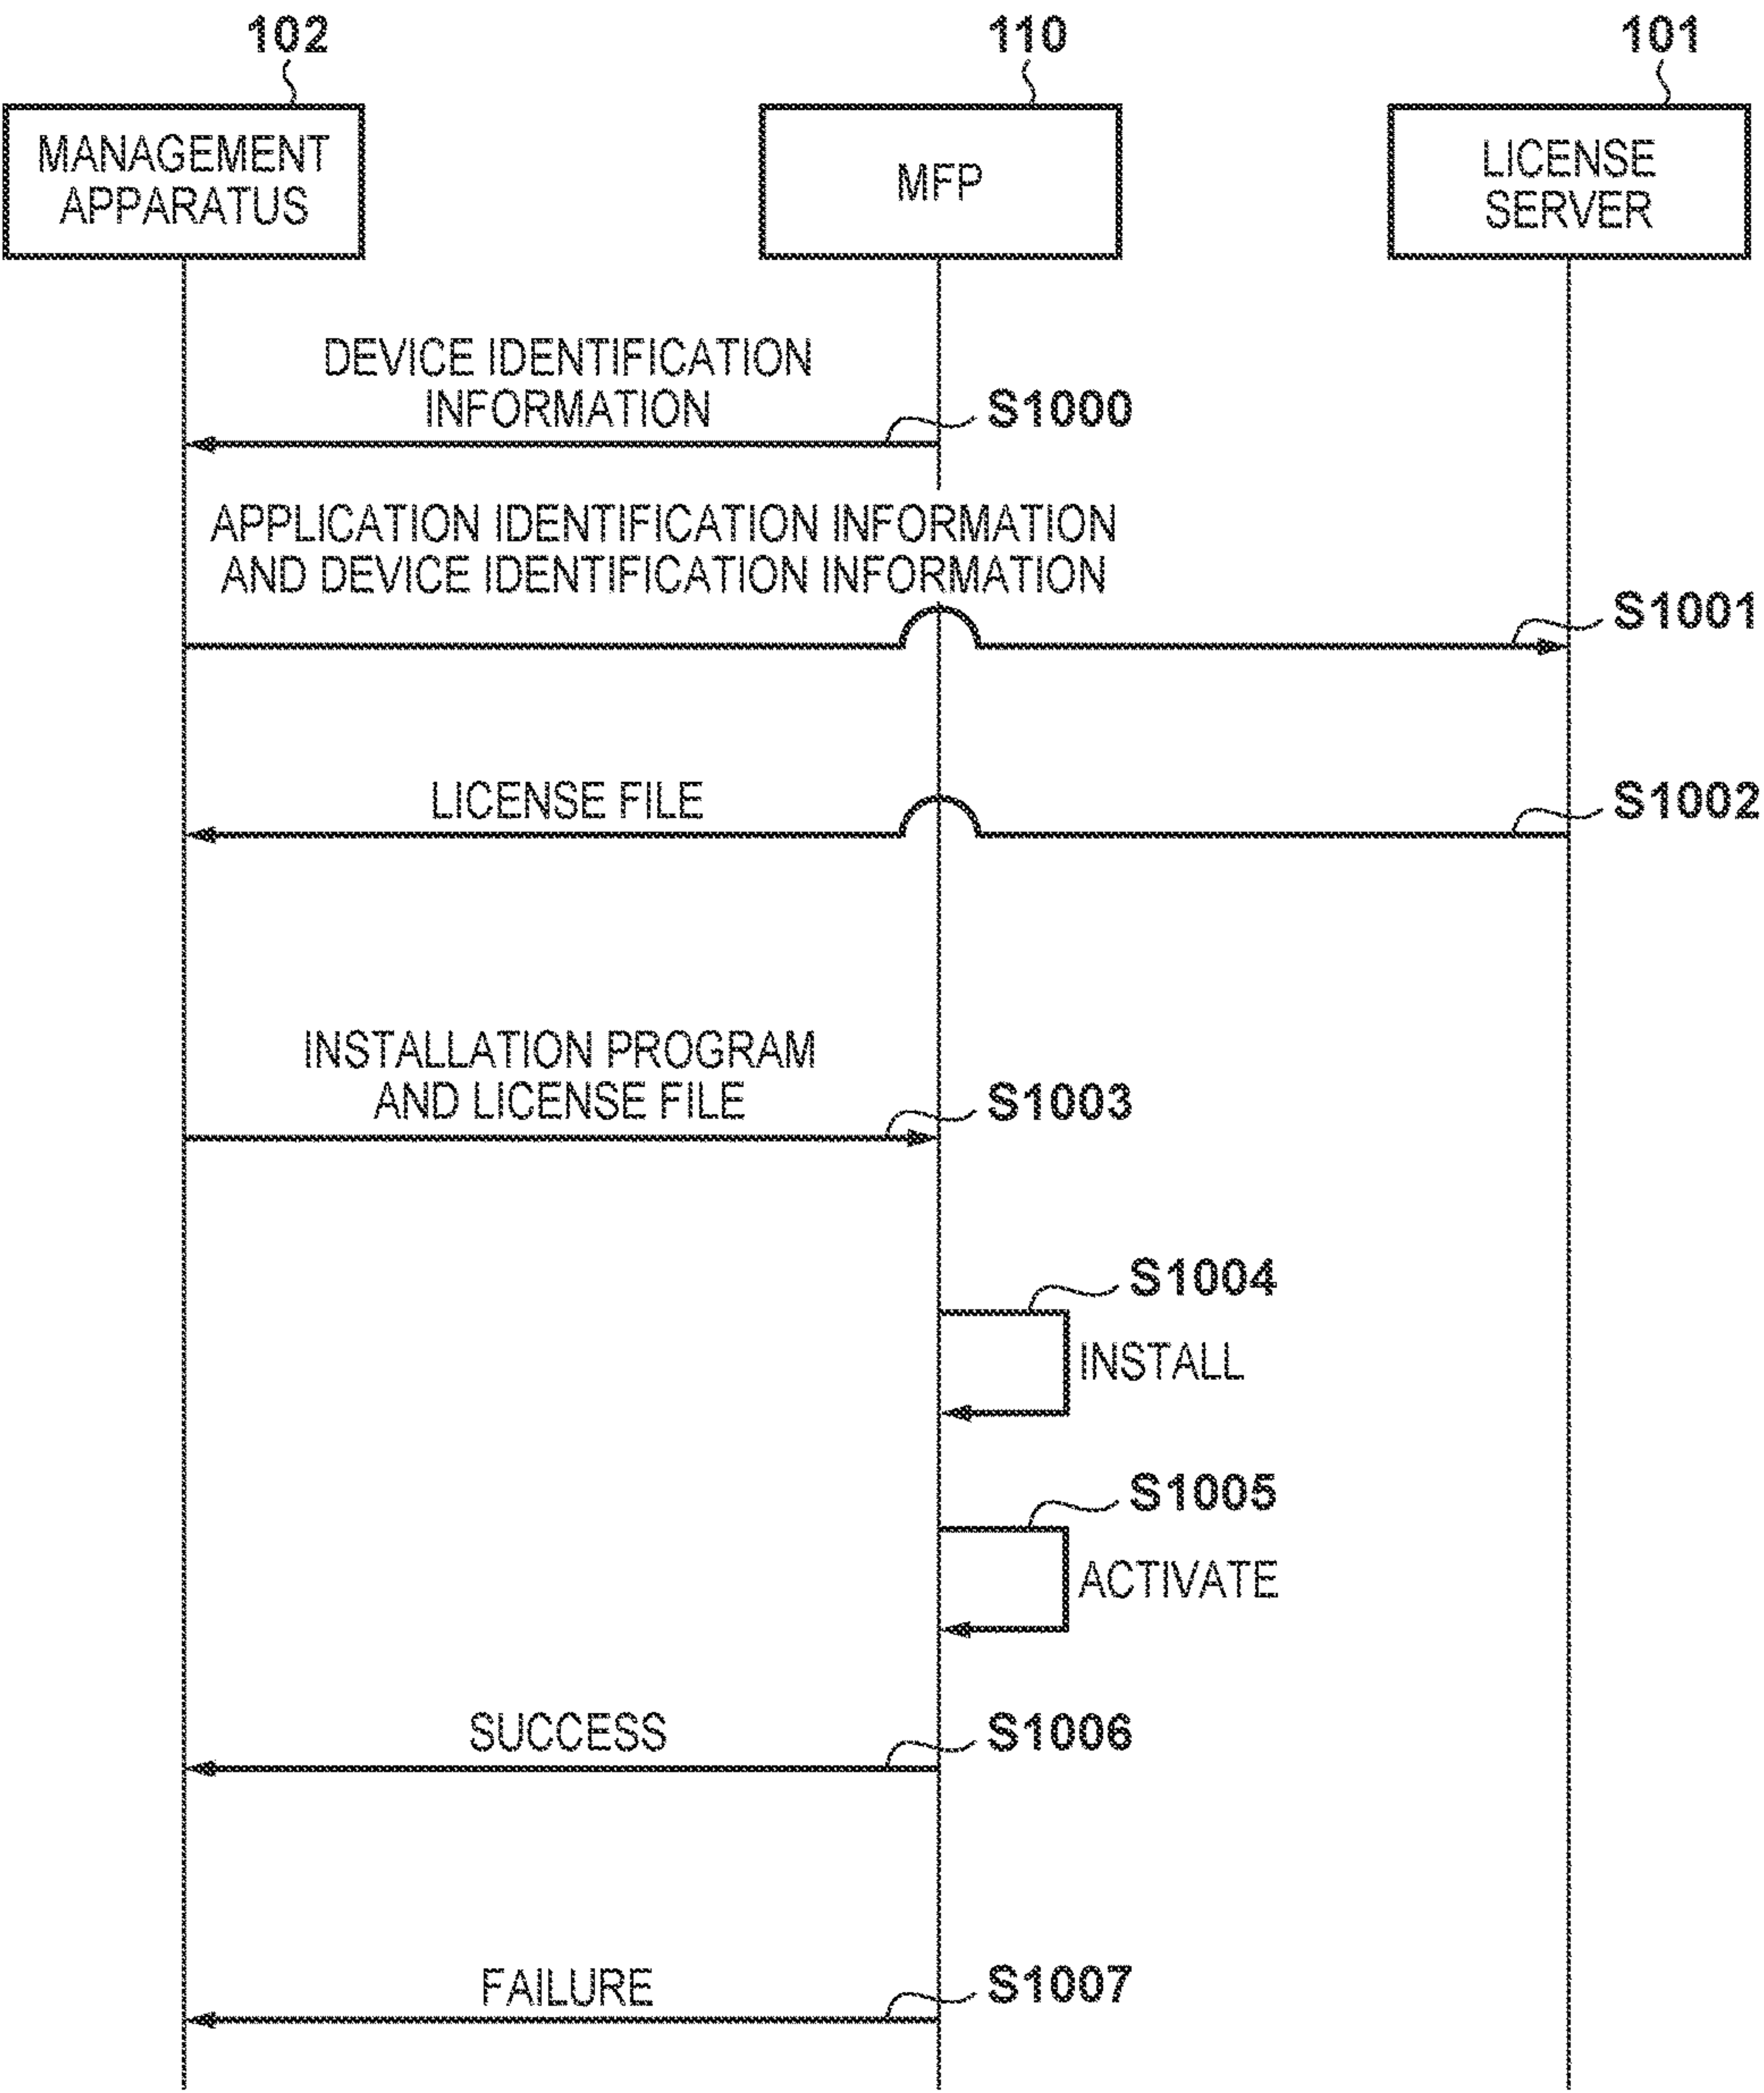 102
110
101
MANAGEMENT
APPARATUS
MFP
LICENSE
SERVER
DEVICE IDENTIFICATION
INFORMATION
S1000
APPLICATION IDENTIFICATION INFORMATION
AND DEVICE IDENTIFICATION INFORMATION
S1001
LICENSE FILE
S1002
INSTALLATION PROGRAM
AND LICENSE FILE
S1003
S1004
INSTALL
S1005
ACTIVATE
SUCCESS
S1006
FAILURE
S1007